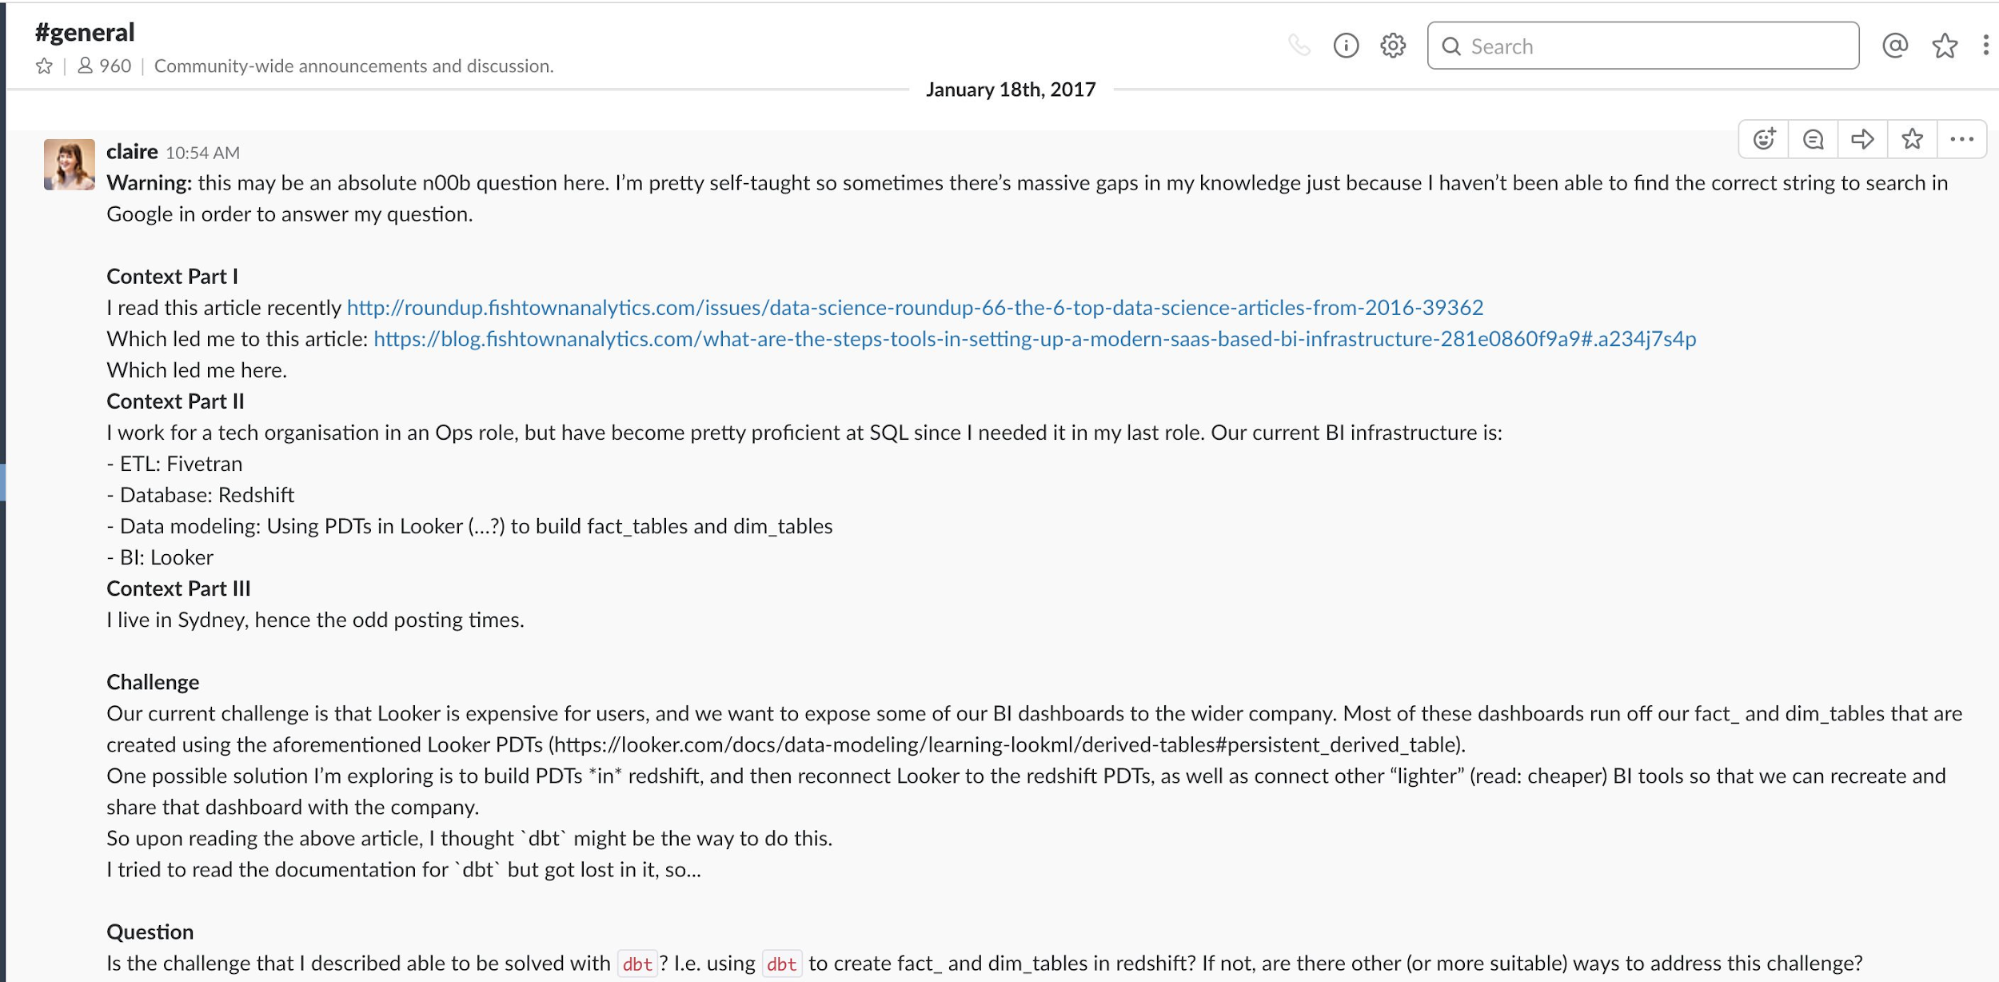 #general
960 | Community-wide announcements and discussion.
Search
January 18th, 2017
claire 10:54 AM
Warning: this may be an absolute n00b question here. I’m pretty self-taught so sometimes there’s massive gaps in my knowledge just because I haven’t been able to find the correct string to search in
Google in order to answer my question.
Context Part I
I read this article recently http://roundup.fishtownanalytics.com/issues/data-science-roundup-66-the-6-top-data-science-articles-from-2016-39362
Which led me to this article: https://blog.fishtownanalytics.com/what-are-the-steps-tools-in-setting-up-a-modern-saas-based-bi-infrastructure-281e0860f9a9#.a234j7s4p
Which led me here.
Context Part II
I work for a tech organisation in an Ops role, but have become pretty proficient at SQL since I needed it in my last role. Our current BI infrastructure is:
- ETL: Fivetran
- Database: Redshift
- Data modeling: Using PDTs in Looker (...?) to build fact_tables and dim_tables
- BI: Looker
Context Part III
I live in Sydney, hence the odd posting times.
Challenge
Our current challenge is that Looker is expensive for users, and we want to expose some of our BI dashboards to the wider company. Most of these dashboards run off our fact_ and dim_tables that are
created using the aforementioned Looker PDTs (https://looker.com/docs/data-modeling/learning-lookml/derived-tables#persistent_derived_table).
One possible solution I’m exploring is to build PDTs *in* redshift, and then reconnect Looker to the redshift PDTs, as well as connect other “lighter” (read: cheaper) BI tools so that we can recreate and
share that dashboard with the company.
So upon reading the above article, I thought `dbt` might be the way to do this.
I tried to read the documentation for `dbt` but got lost in it, so...
Question
Is the challenge that I described able to be solved with dbt ? I.e. using dbt to create fact_ and dim_tables in redshift? If not, are there other (or more suitable) ways to address this challenge?